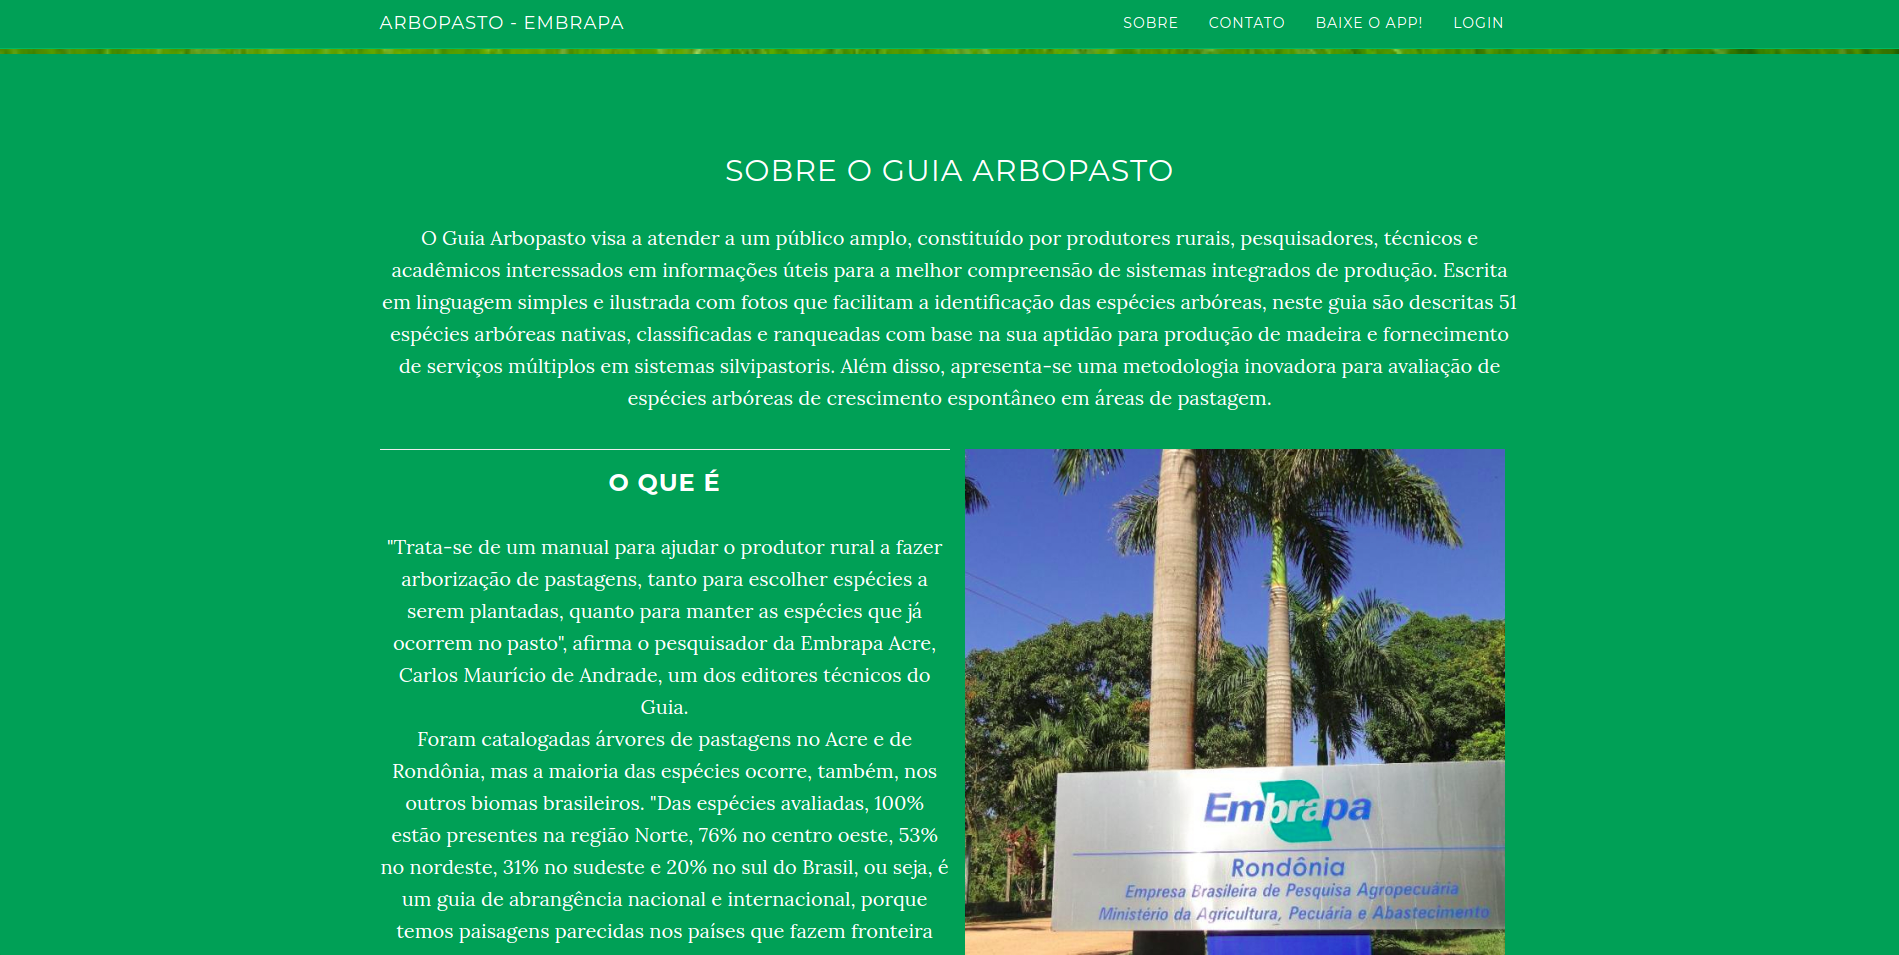 ARBOPASTO - EMBRAPA
SOBRE CONTATO BAIXE O APP! LOGIN
SOBRE O GUIA ARBOPASTO
O Guia Arbopasto visa a atender a um público amplo, constituído por produtores rurais, pesquisadores, técnicos e
acadêmicos interessados em informações úteis para a melhor compreensão de sistemas integrados de produção. Escrita
em linguagem simples e ilustrada com fotos que facilitam a identificação das espécies arbóreas, neste guia são descritas 51
espécies arbóreas nativas, classificadas e ranqueadas com base na sua aptidão para produção de madeira e fornecimento
de serviços múltiplos em sistemas silvipastoris. Além disso, apresenta-se uma metodologia inovadora para avaliação de
espécies arbóreas de crescimento espontâneo em áreas de pastagem.
O QUE É
"Trata-se de um manual para ajudar o produtor rural a fazer
arborização de pastagens, tanto para escolher espécies a
serem plantadas, quanto para manter as espécies que já
ocorrem no pasto", afirma o pesquisador da Embrapa Acre,
Carlos Maurício de Andrade, um dos editores técnicos do
Guia.
Foram catalogadas árvores de pastagens no Acre e de
Rondônia, mas a maioria das espécies ocorre, também, nos
outros biomas brasileiros. "Das espécies avaliadas, 100%
estão presentes na região Norte, 76% no centro oeste, 53%
no nordeste, 31% no sudeste e 20% no sul do Brasil, ou seja, é
um guia de abrangência nacional e internacional, porque
temos paisagens parecidas nos países que fazem fronteira
Embrapa
Rondônia
Empresa Brasileira de Pesquisa Agropecuária
Ministério da Agricultura, Pecuária e Abastecimento